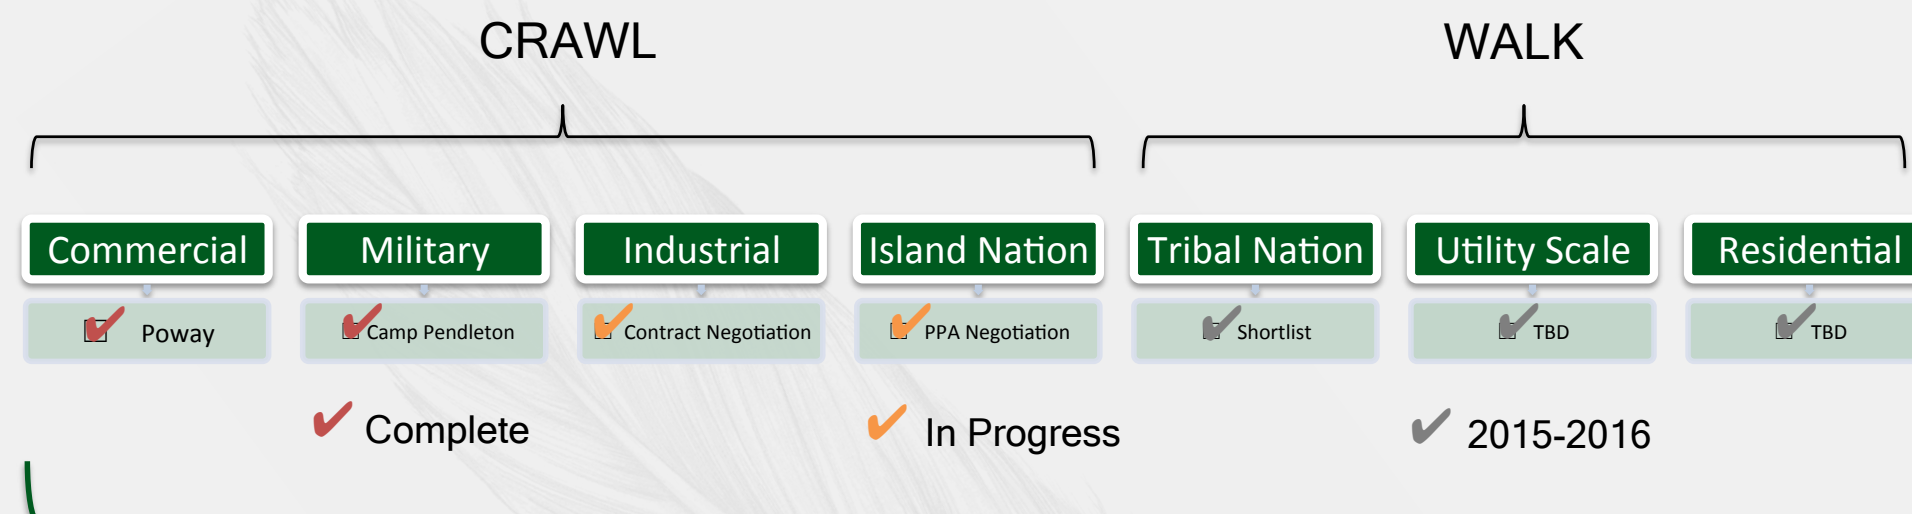 CRAWL WALK
Commercial Military Industrial Island Nation Tribal Nation Utility Scale Residential
Poway Camp Pendleton Contract Negotiation PPA Negotiation Shortlist TBD TBD
Complete In Progress 2015-2016